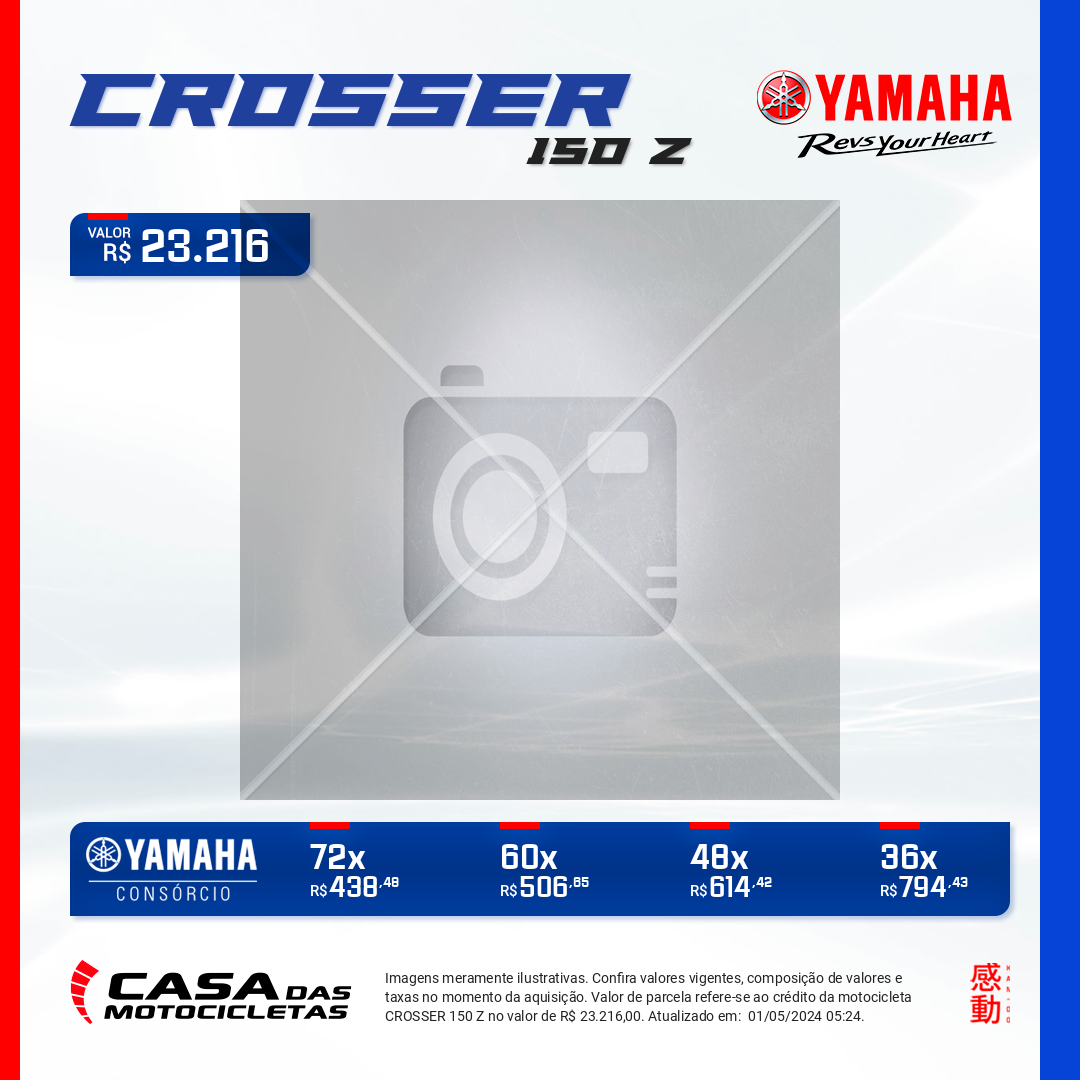 CROSSER
150 Z
YAMAHA
Revs Your Heart
VALOR
R$ 23.216
YAMAHA
CONSÓRCIO
72x
R$ 438,48
60x
R$ 506,65
48x
R$ 614,42
36x
R$ 794,43
CASA DAS
MOTOCICLETAS
Imagens meramente ilustrativas. Confira valores vigentes, composição de valores e
taxas no momento da aquisição. Valor de parcela refere-se ao crédito da motocicleta
CROSSER 150 Z no valor de R$ 23.216,00. Atualizado em: 01/05/2024 05:24.
感動